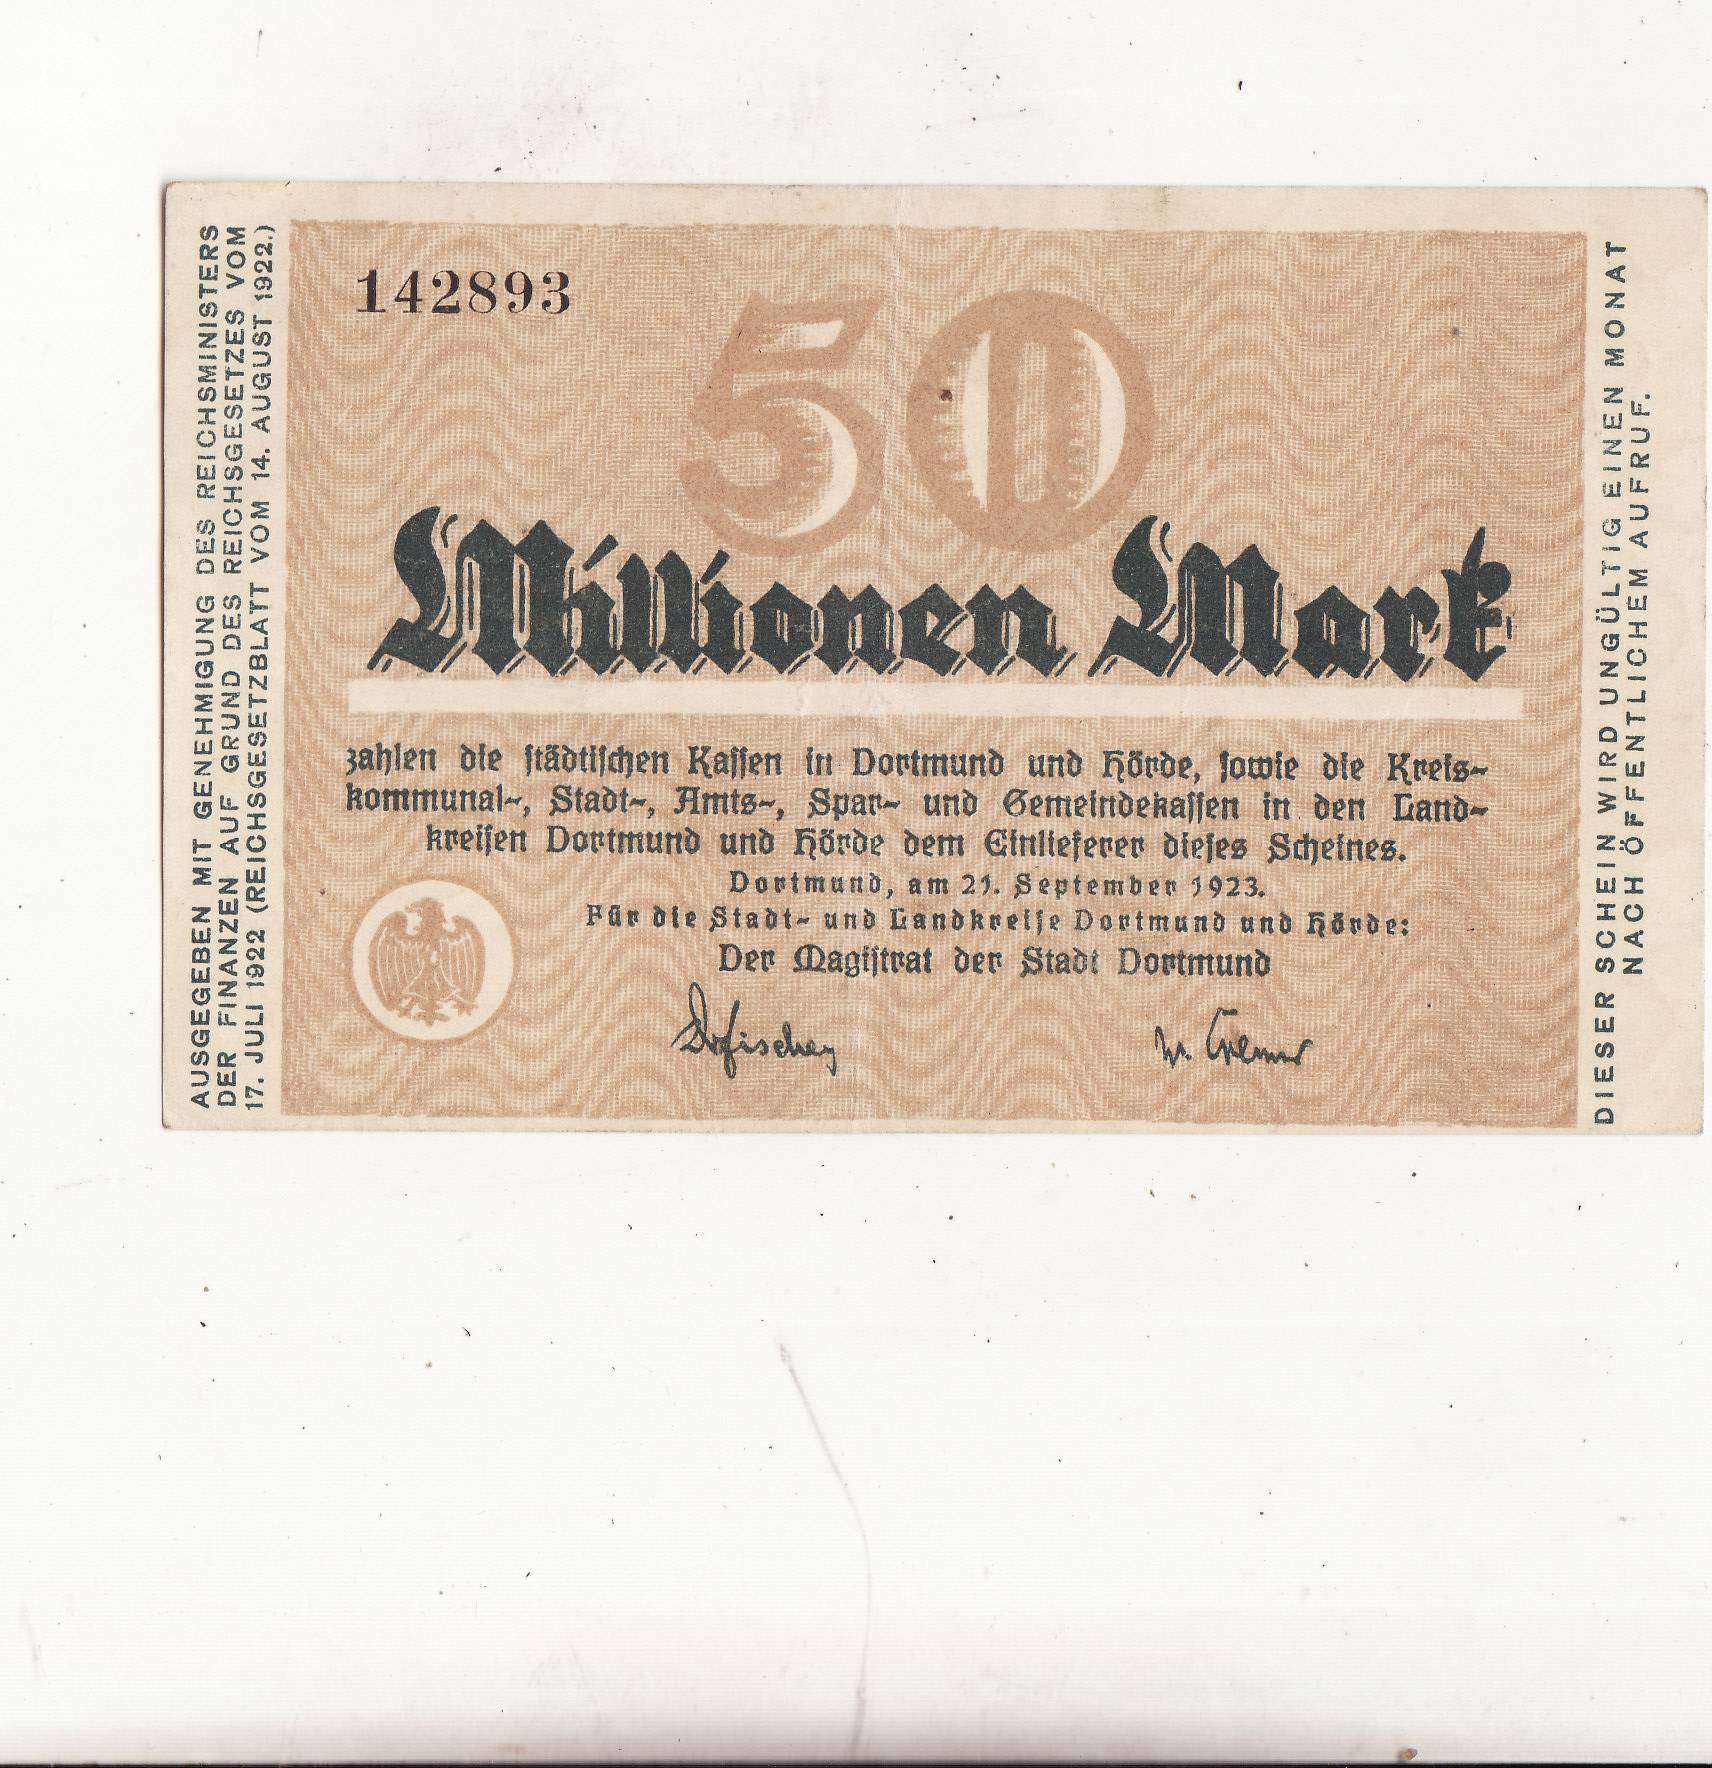 AUSGEGEBEN MIT GENEHMIGUNG DES REICHSMINISTERS
DER FINANZEN AUF GRUND DES REICHSGESETZES VOM
17. JULI 1922 (REICHSGESETZBLATT VOM 14. AUGUST 1922.)
142893
50
Millionen Mark
zahlen die städtischen Kassen in Dortmund und Hörde, sowie die Kreis-
kommunal-, Stadt-, Amts-, Spar- und Gemeindekassen in den Land-
kreisen Dortmund und Hörde dem Einlieferer dieses Scheines.
Dortmund, am 21. September 1923.
Für die Stadt- und Landkreise Dortmund und Hörde:
Der Magistrat der Stadt Dortmund
DIESER SCHEIN WIRD UNGÜLTIG EINEN MONAT
NACH ÖFFENTLICHEM AUFRUF.